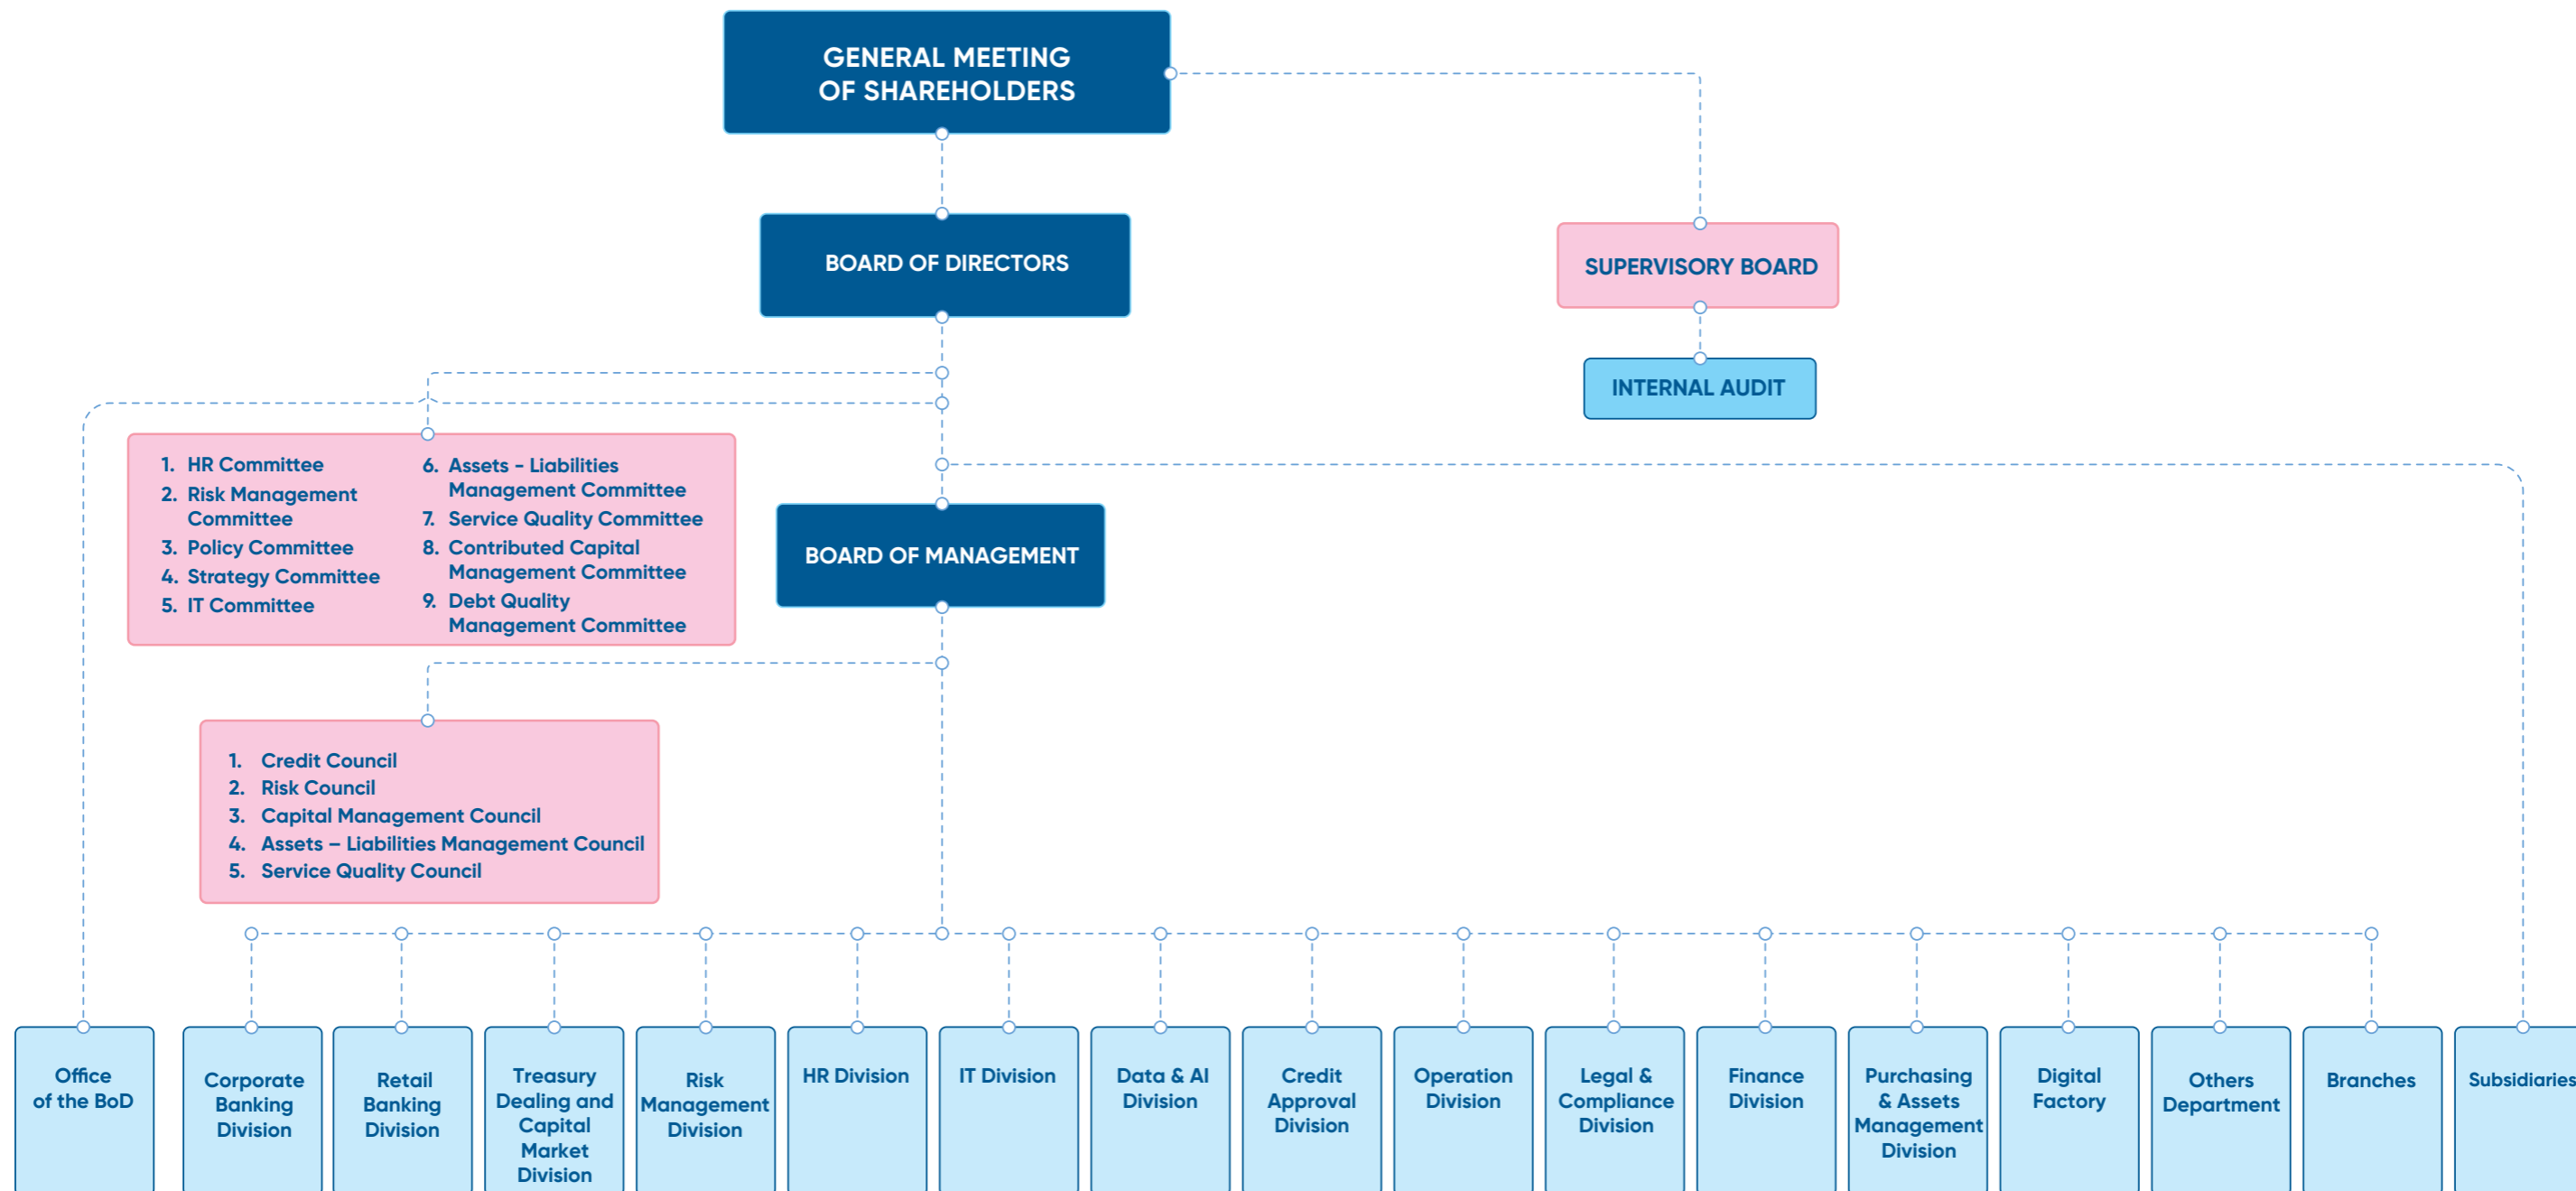 GENERAL MEETING
OF SHAREHOLDERS
BOARD OF DIRECTORS
SUPERVISORY BOARD
INTERNAL AUDIT
1. HR Committee
2. Risk Management
Committee
3. Policy Committee
4. Strategy Committee
5. IT Committee
6. Assets - Liabilities
Management Committee
7. Service Quality Committee
8. Contributed Capital
Management Committee
9. Debt Quality
Management Committee
BOARD OF MANAGEMENT
1. Credit Council
2. Risk Council
3. Capital Management Council
4. Assets – Liabilities Management Council
5. Service Quality Council
Office
of the BoD
Corporate
Banking
Division
Retail
Banking
Division
Treasury
Dealing and
Capital
Market
Division
Risk
Management
Division
HR Division
IT Division
Data & AI
Division
Credit
Approval
Division
Operation
Division
Legal &
Compliance
Division
Finance
Division
Purchasing
& Assets
Management
Division
Digital
Factory
Others
Department
Branches
Subsidiaries